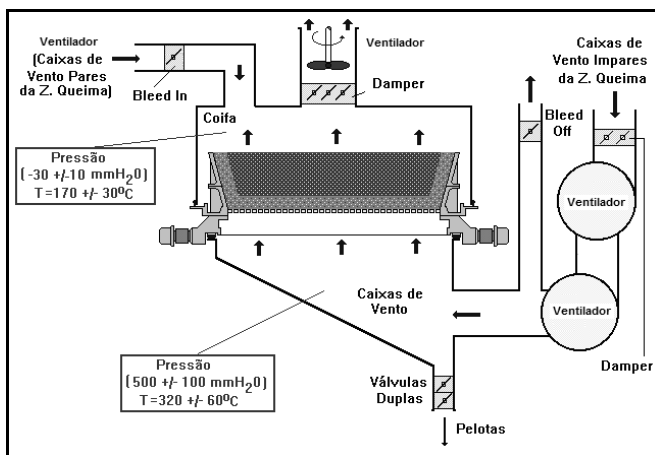 Ventilador
(Caixas de
Vento Pares
da Z. Queima)
Bleed In
Ventilador
Damper
Caixas de
Vento Impares
da Z. Queima
Bleed
Off
Coifa
Pressão
(-30 +/-10 mmH20)
T=170 +/- 30ºC
Ventilador
Caixas de
Vento
Ventilador
Damper
Pressão
(500 +/- 100 mmH20)
T=320 +/- 60ºC
Válvulas
Duplas
Pelotas